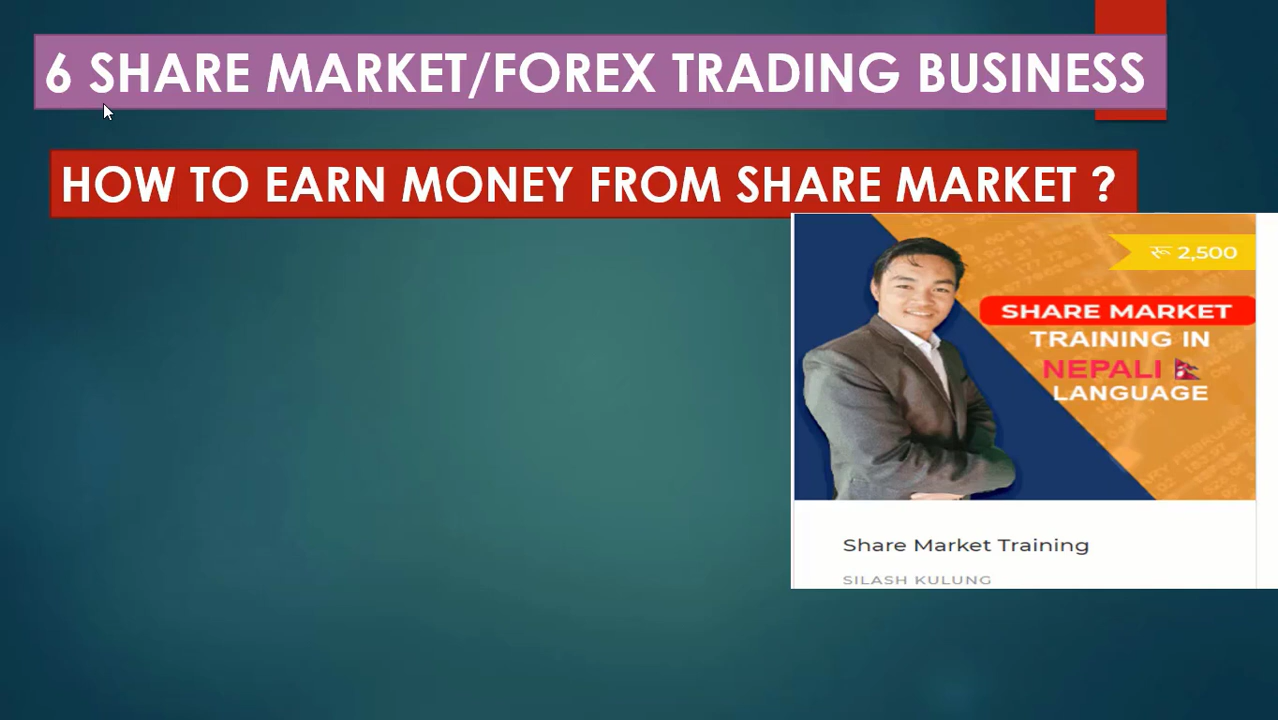 6 SHARE MARKET/FOREX TRADING BUSINESS
HOW TO EARN MONEY FROM SHARE MARKET ?
रू 2,500
SHARE MARKET
TRAINING IN
NEPALI
LANGUAGE
Share Market Training
SILASH KULUNG